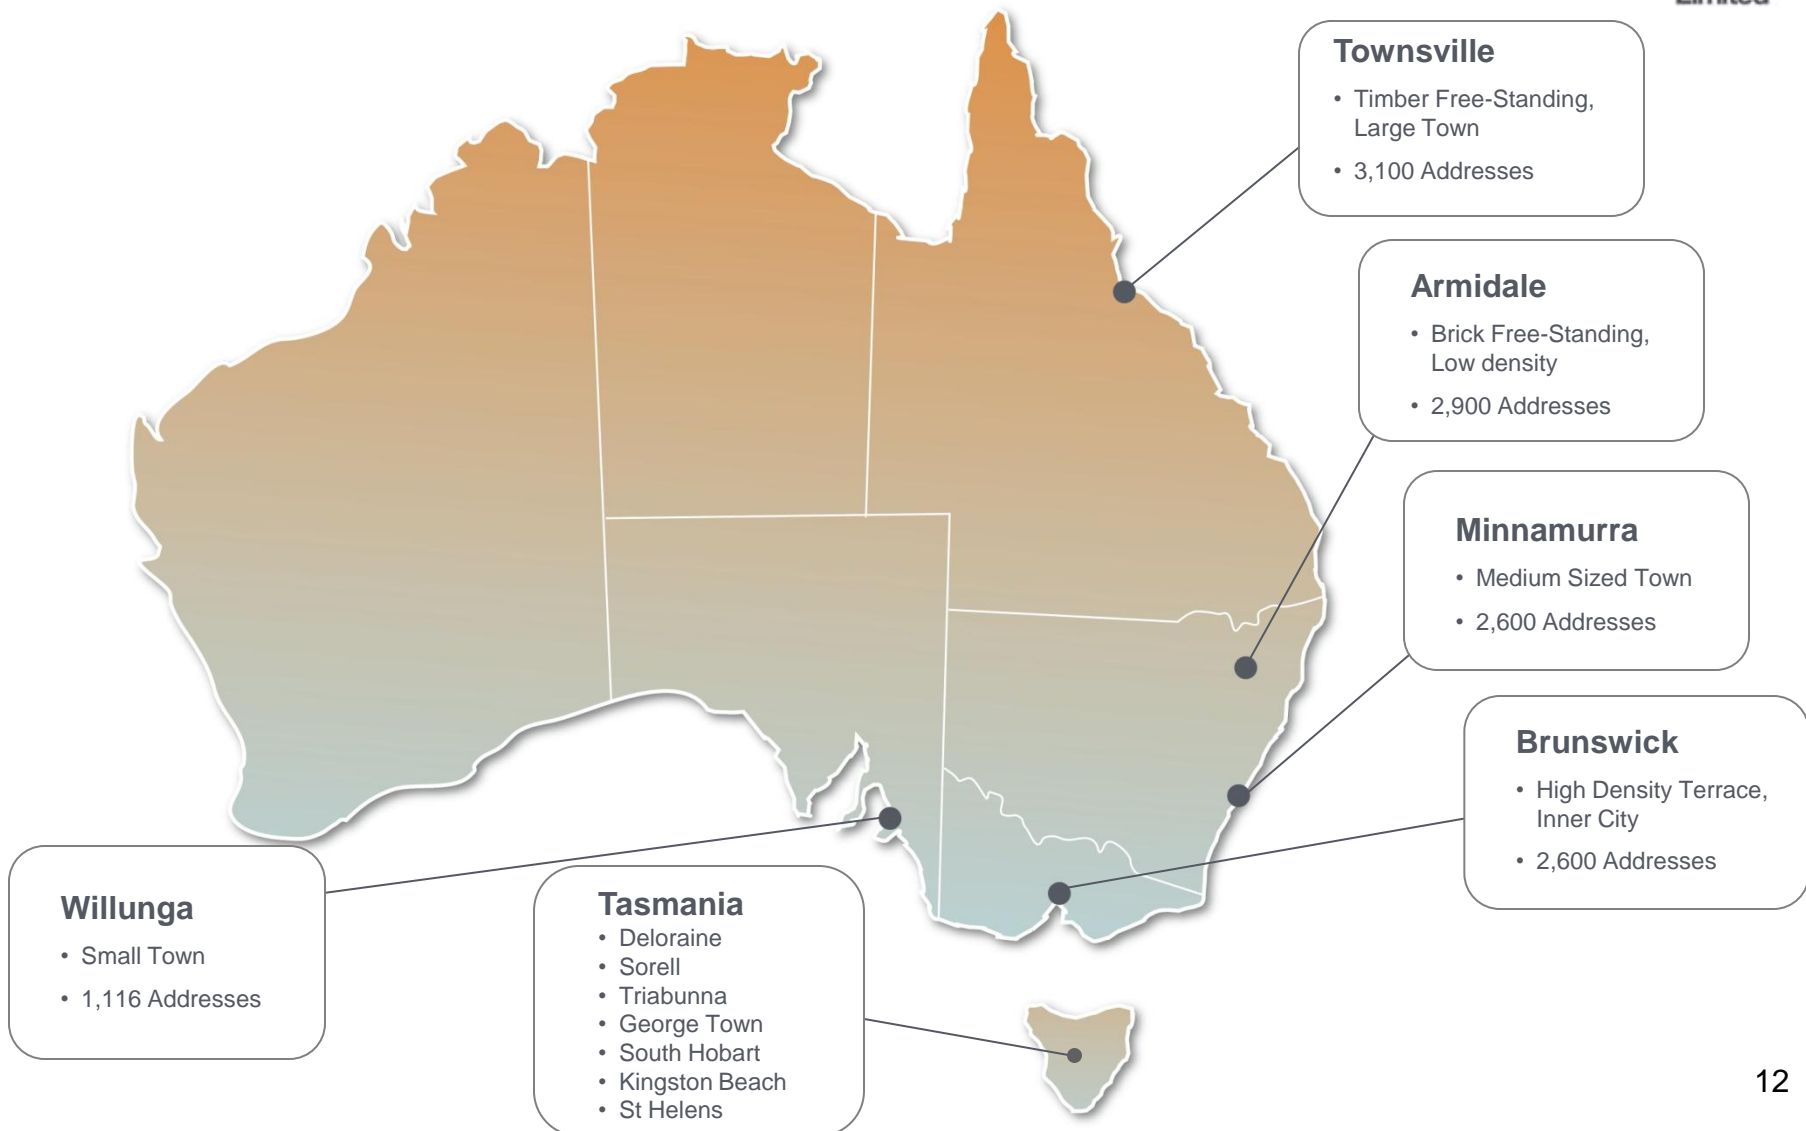 Limited
Townsville
• Timber Free-Standing,
Large Town
• 3,100 Addresses
Armidale
• Brick Free-Standing,
Low density
• 2,900 Addresses
Minnamurra
• Medium Sized Town
• 2,600 Addresses
Brunswick
• High Density Terrace,
Inner City
• 2,600 Addresses
Willunga
• Small Town
• 1,116 Addresses
Tasmania
• Deloraine
• Sorell
• Triabunna
• George Town
• South Hobart
• Kingston Beach
• St Helens
12